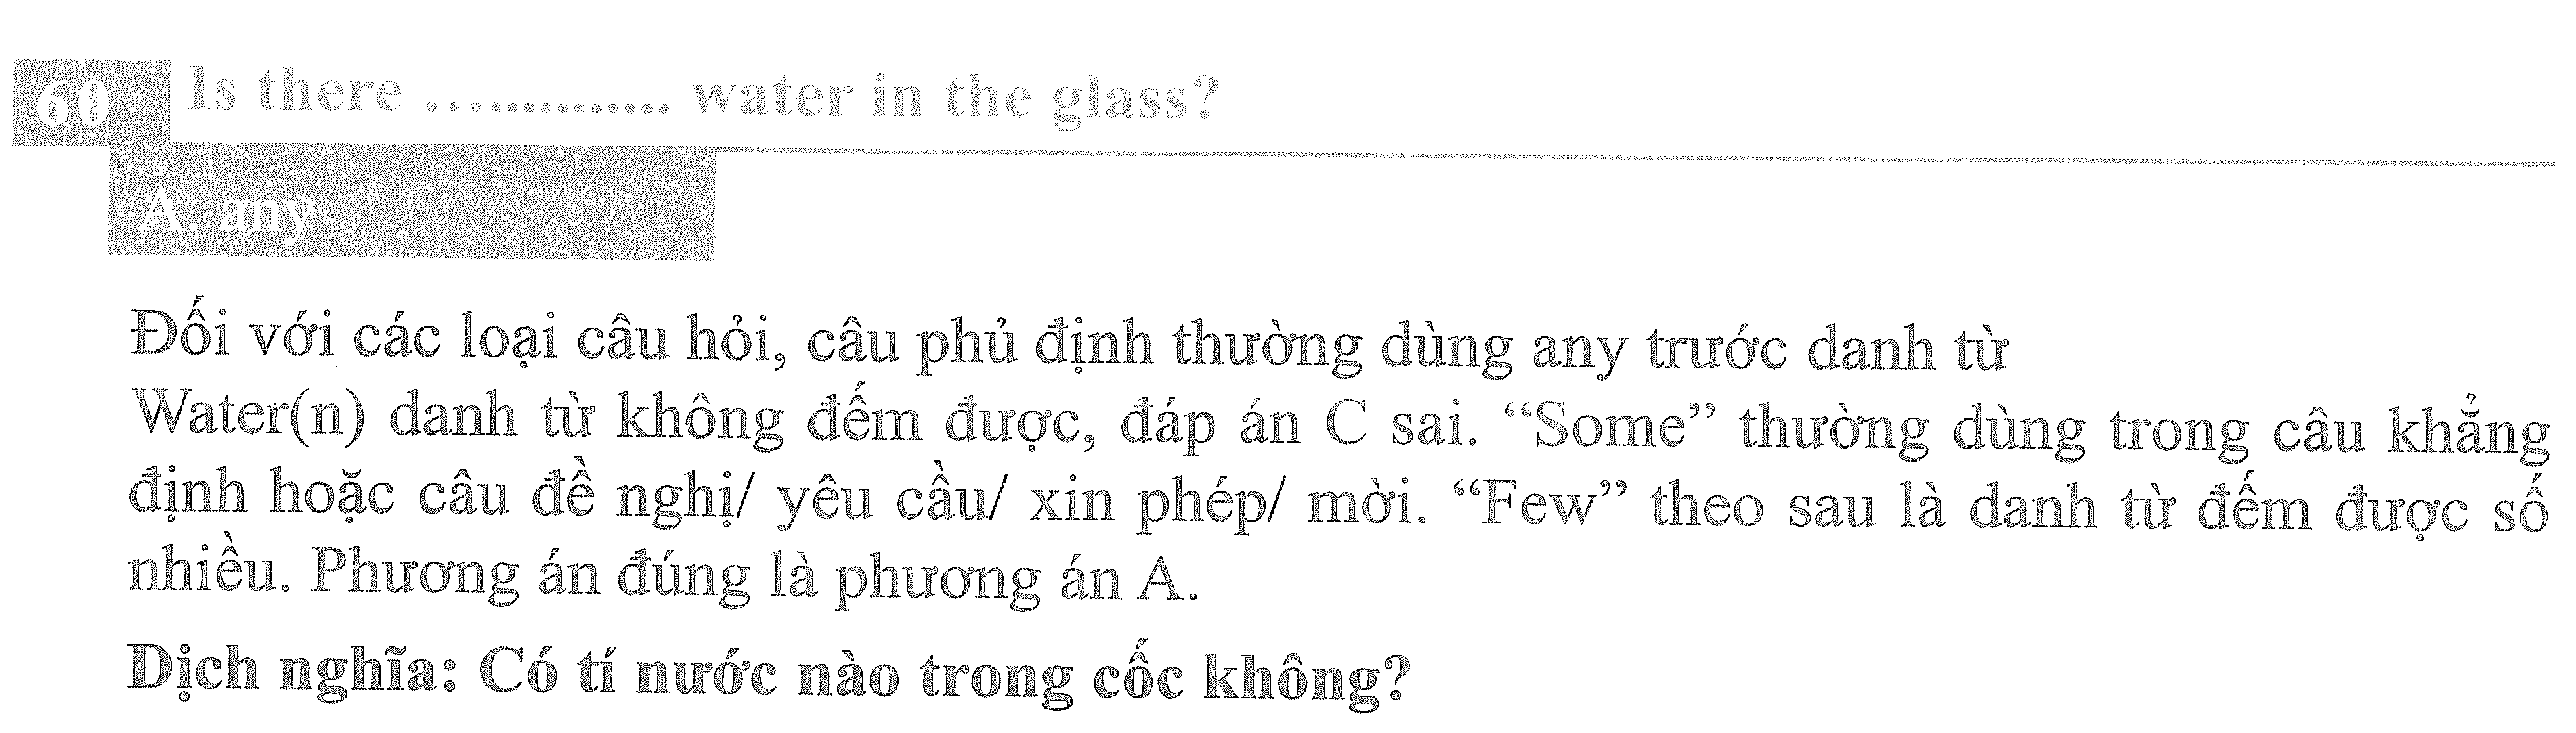 60 Is there ............... water in the glass?
A. any
Đối với các loại câu hỏi, câu phủ định thường dùng any trước danh từ
Water(n) danh từ không đếm được, đáp án C sai. “Some” thường dùng trong câu khẳng
định hoặc câu đề nghị/ yêu cầu/ xin phép/ mời. “Few” theo sau là danh từ đếm được số
nhiều. Phương án đúng là phương án A.
Dịch nghĩa: Có tí nước nào trong cốc không?